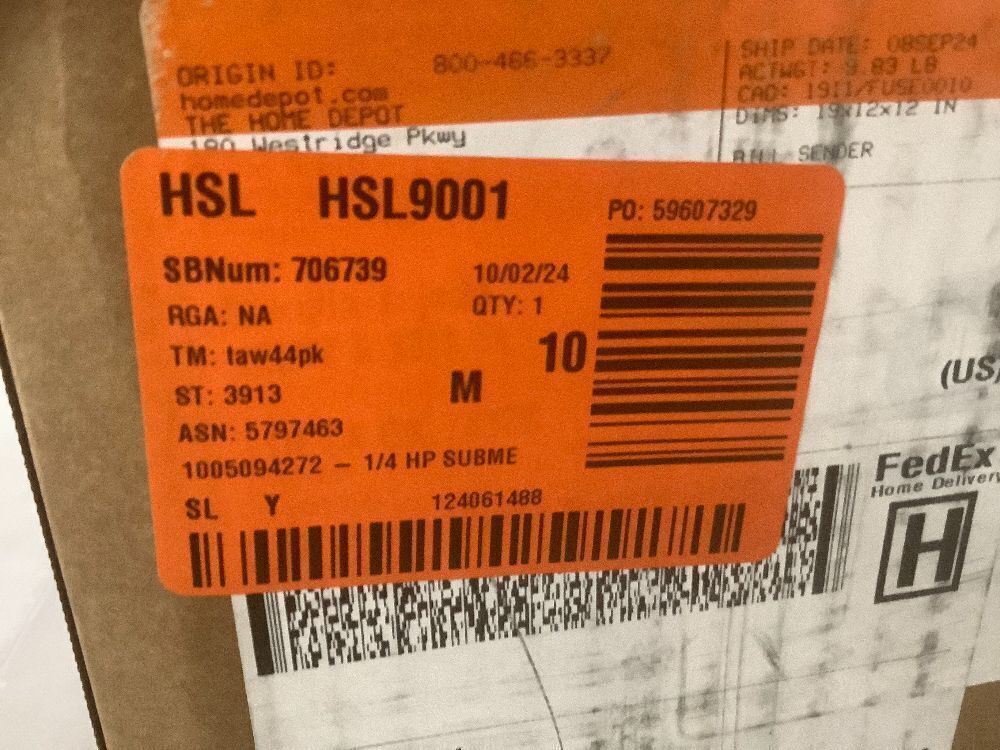 ORIGIN ID: 800-466-3337
homedepot.com
THE HOME DEPOT
Westridge Pkwy
SHIP DATE: 08SEP24
ACTWGT: 9.83 LB
CAD:
DIMS: 19x12x12 IN
BILL SENDER
HSL HSL9001
PO: 59607329
SBNum: 706739 10/02/24
RGA: NA QTY: 1
TM: taw44pk 10
ST: 3913 M
ASN: 5797463
1005094272 - 1/4 HP SUBME
SL Y 124061488
(US)
FedEx
Home Delivery
H